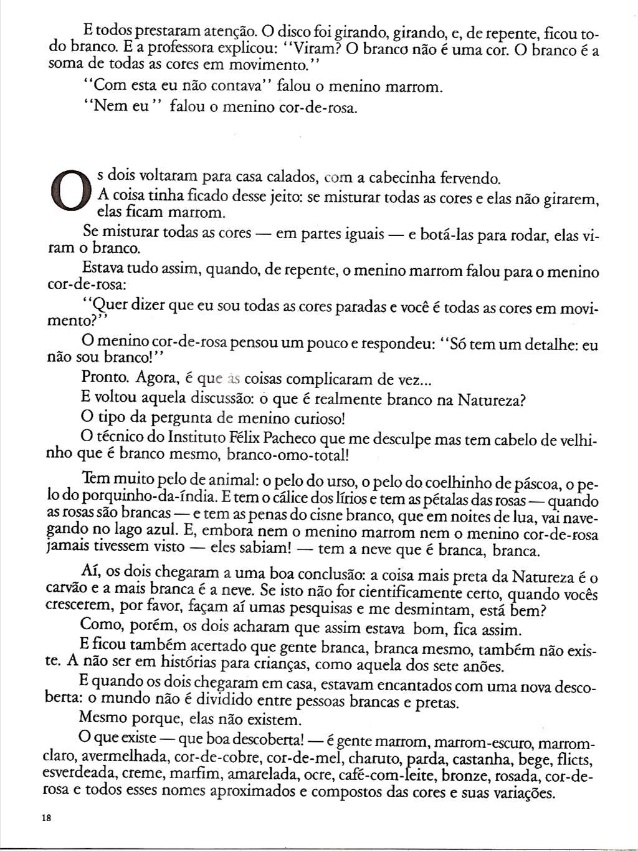 E todos prestaram atenção. O disco foi girando, girando, e, de repente, ficou to-
do branco. E a professora explicou: "Viram? O branco não é uma cor. O branco é a
soma de todas as cores em movimento."
"Com esta eu não contava" falou o menino marrom.
"Nem eu" falou o menino cor-de-rosa.
Os dois voltaram para casa calados, com a cabecinha fervendo.
A coisa tinha ficado desse jeito: se misturar todas as cores e elas não girarem,
elas ficam marrom.
Se misturar todas as cores — em partes iguais — e botá-las para rodar, elas vi-
ram o branco.
Estava tudo assim, quando, de repente, o menino marrom falou para o menino
cor-de-rosa:
"Quer dizer que eu sou todas as cores paradas e você é todas as cores em movi-
mento?"
O menino cor-de-rosa pensou um pouco e respondeu: "Só tem um detalhe: eu
não sou branco!"
Pronto. Agora, é que as coisas complicaram de vez...
E voltou aquela discussão: o que é realmente branco na Natureza?
O tipo da pergunta de menino curioso!
O técnico do Instituto Félix Pacheco que me desculpe mas tem cabelo de velhi-
nho que é branco mesmo, branco-omo-total!
Tem muito pelo de animal: o pelo do urso, o pelo do coelhinho de páscoa, o pe-
lo do porquinho-da-índia. E tem o cálice dos lírios e tem as pétalas das rosas — quando
as rosas são brancas — e tem as penas do cisne branco, que em noites de lua, vai nave-
gando no lago azul. E, embora nem o menino marrom nem o menino cor-de-rosa
jamais tivessem visto — eles sabiam! — tem a neve que é branca, branca.
Aí, os dois chegaram a uma boa conclusão: a coisa mais preta da Natureza é o
carvão e a mais branca é a neve. Se isto não for cientificamente certo, quando vocês
crescerem, por favor, façam aí umas pesquisas e me desmintam, está bem?
Como, porém, os dois acharam que assim estava bom, fica assim.
E ficou também acertado que gente branca, branca mesmo, também não exis-
te. A não ser em histórias para crianças, como aquela dos sete anões.
E quando os dois chegaram em casa, estavam encantados com uma nova desco-
berta: o mundo não é dividido entre pessoas brancas e pretas.
Mesmo porque, elas não existem.
O que existe — que boa descoberta! — é gente marrom, marrom-escuro, marrom-
claro, avermelhada, cor-de-cobre, cor-de-mel, charuto, parda, castanha, bege, flicts,
esverdeada, creme, marfim, amarelada, ocre, café-com-leite, bronze, rosada, cor-de-
rosa e todos esses nomes aproximados e compostos das cores e suas variações.
18